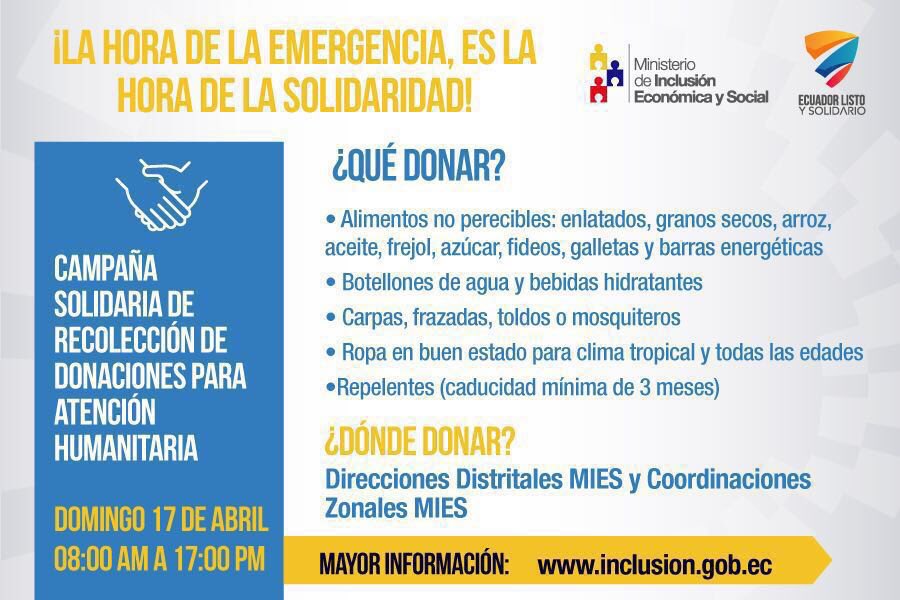 ¡LA HORA DE LA EMERGENCIA, ES LA
HORA DE LA SOLIDARIDAD!
Ministerio
de Inclusión
Económica y Social
ECUADOR LISTO
Y SOLIDARIO
CAMPAÑA
SOLIDARIA DE
RECOLECCIÓN DE
DONACIONES PARA
ATENCIÓN
HUMANITARIA
DOMINGO 17 DE ABRIL
08:00 AM A 17:00 PM
¿QUÉ DONAR?
• Alimentos no perecibles: enlatados, granos secos, arroz,
aceite, frejol, azúcar, fideos, galletas y barras energéticas
• Botellones de agua y bebidas hidratantes
• Carpas, frazadas, toldos o mosquiteros
• Ropa en buen estado para clima tropical y todas las edades
•Repelentes (caducidad mínima de 3 meses)
¿DÓNDE DONAR?
Direcciones Distritales MIES y Coordinaciones
Zonales MIES
MAYOR INFORMACIÓN: www.inclusion.gob.ec